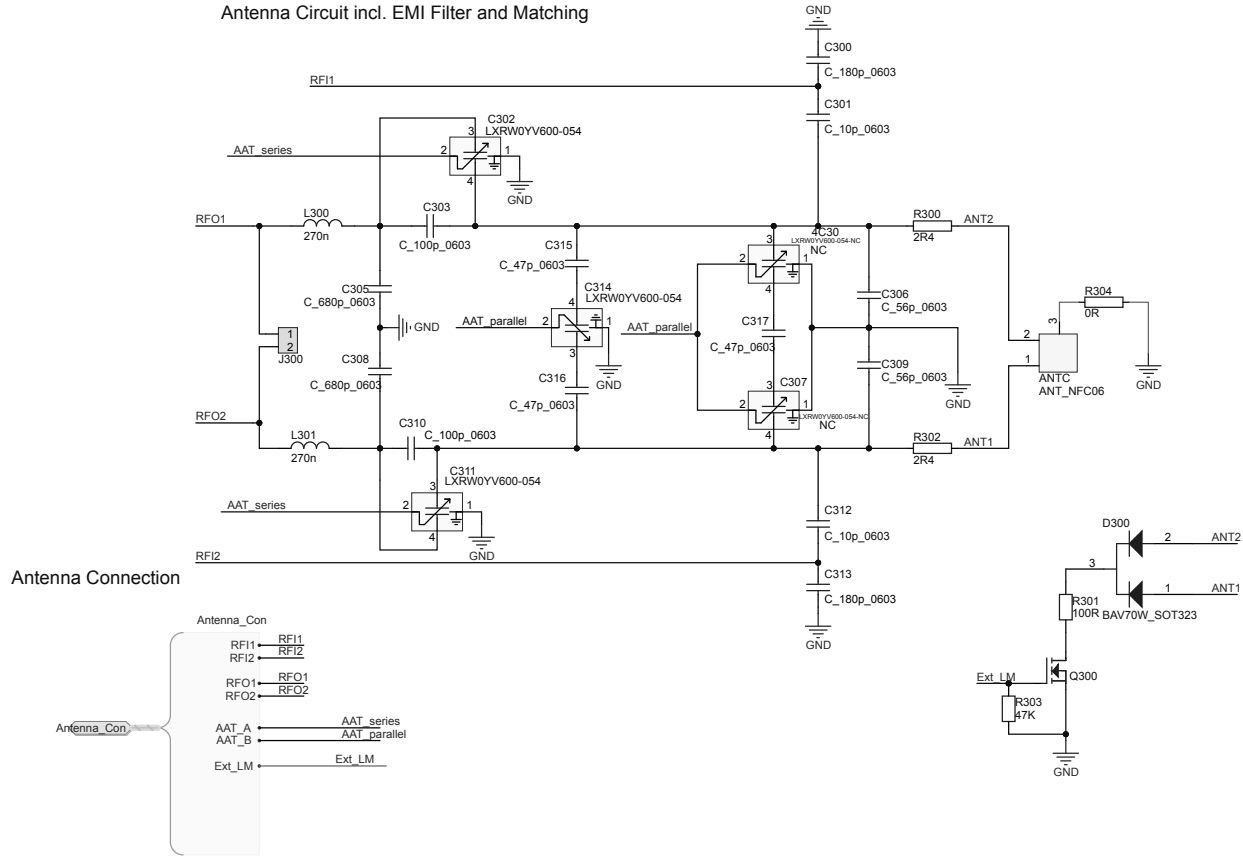 Antenna Circuit incl. EMI Filter and Matching
GND
C300
C_180p_0603
RFI1
C301
C_10p_0603
C302
LXRW0YV600-054
3
AAT_series
2
1
4
GND
RFO1
L300
270n
C303
C_100p_0603
R300
2R4
ANT2
C315
C_47p_0603
4C30
LXRW0YV600-054-NC
NC
3
2
1
4
C305
C_680p_0603
C314
LXRW0YV600-054
4
AAT_parallel
2
1
3
GND
GND
AAT_parallel
C317
C_47p_0603
C306
C_56p_0603
R304
0R
3
2
1
ANTC
ANT_NFC06
GND
1
2
J300
C308
C_680p_0603
C316
C_47p_0603
C309
C_56p_0603
GND
3
C307
2
1
LXRW0YV600-054-NC
4
NC
RFO2
L301
270n
C310
C_100p_0603
R302
2R4
ANT1
C311
LXRW0YV600-054
3
AAT_series
2
1
4
GND
C312
C_10p_0603
RFI2
C313
C_180p_0603
GND
D300
2
ANT2
3
1
ANT1
BAV70W_SOT323
R301
100R
Ext_LM
Q300
R303
47K
GND
Antenna Connection
Antenna_Con
RFI1
RFI1
RFI2
RFI2
RFO1
RFO1
RFO2
RFO2
Antenna_Con
AAT_A
AAT_series
AAT_B
AAT_parallel
Ext_LM
Ext_LM